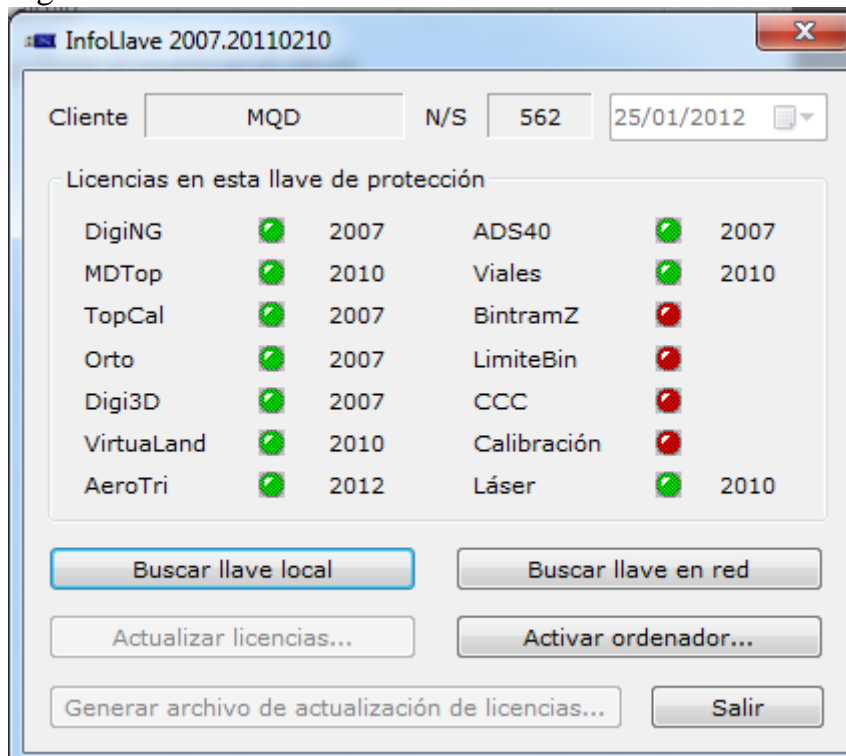 InfoLlave 2007.20110210
Cliente MQD N/S 562 25/01/2012
Licencias en esta llave de protección
DigiNG 2007 ADS40 2007
MDTop 2010 Viales 2010
TopCal 2007 BintramZ
Orto 2007 LimiteBin
Digi3D 2007 CCC
VirtuaLand 2010 Calibración
AeroTri 2012 Láser 2010
Buscar llave local Buscar llave en red
Actualizar licencias... Activar ordenador...
Generar archivo de actualización de licencias... Salir